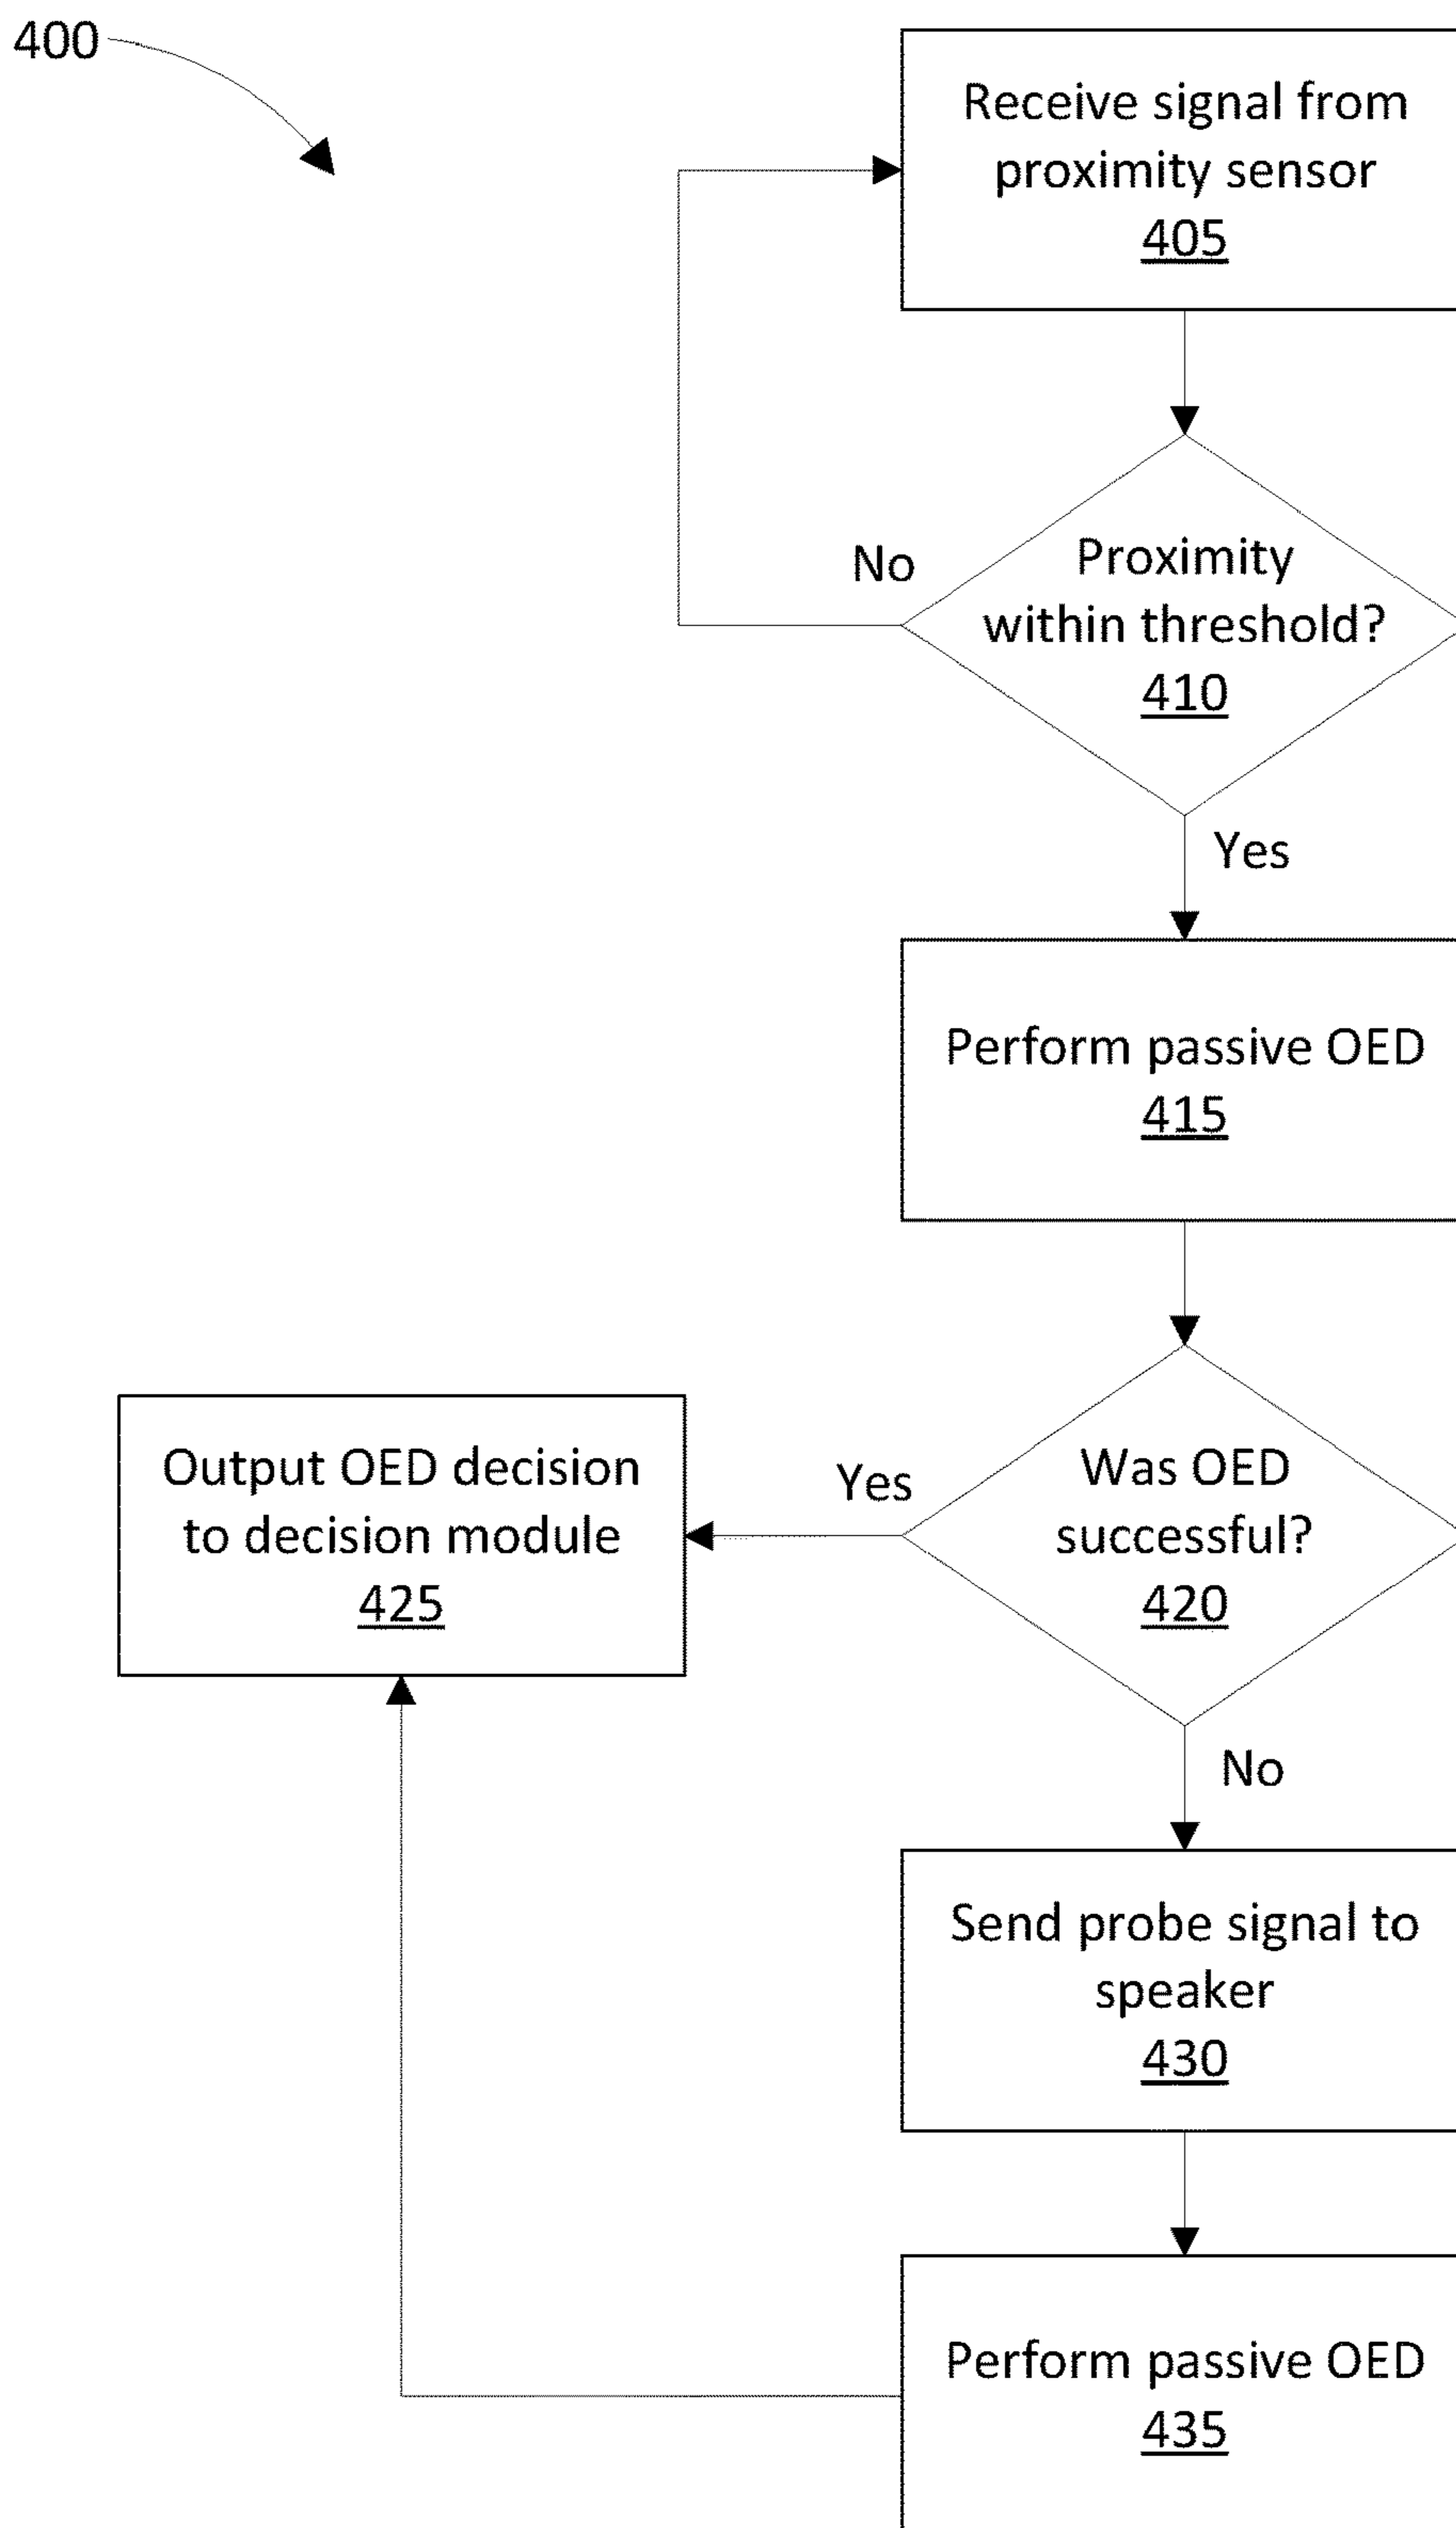 400
Receive signal from
proximity sensor
405
No
Proximity
within threshold?
410
Yes
Perform passive OED
415
Output OED decision
to decision module
425
Yes
Was OED
successful?
420
No
Send probe signal to
speaker
430
Perform passive OED
435